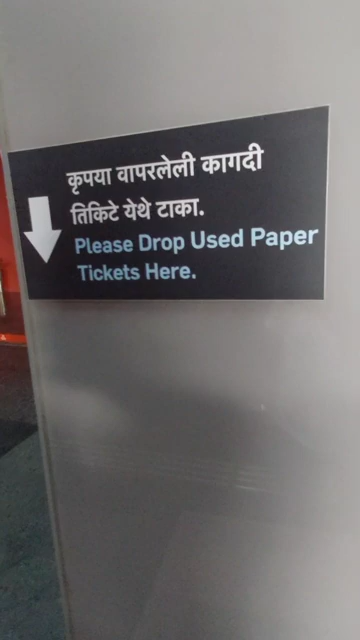 कृपया वापरलेली कागदी
तिकिटे येथे टाका.
Please Drop Used Paper
Tickets Here.